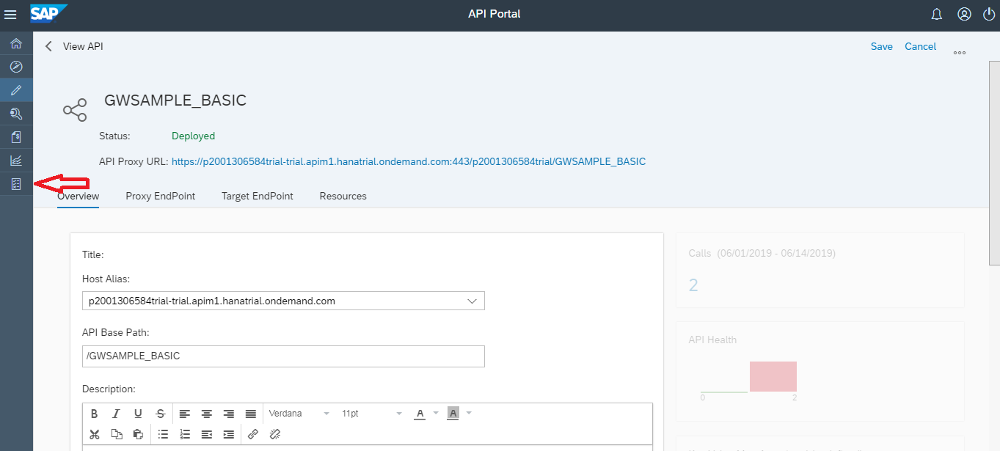 SAP API Portal
View API Save Cancel
GWSAMPLE_BASIC
Status: Deployed
API Proxy URL: https://p2001306584trial-trial.apim1.hanatrial.ondemand.com:443/p2001306584trial/GWSAMPLE_BASIC
Overview Proxy EndPoint Target EndPoint Resources
Title:
Host Alias:
p2001306584trial-trial.apim1.hanatrial.ondemand.com
API Base Path:
/GWSAMPLE_BASIC
Description:
B I U S Verdana 11pt A A
Calls (06/01/2019 - 06/14/2019)
2
API Health
0 2